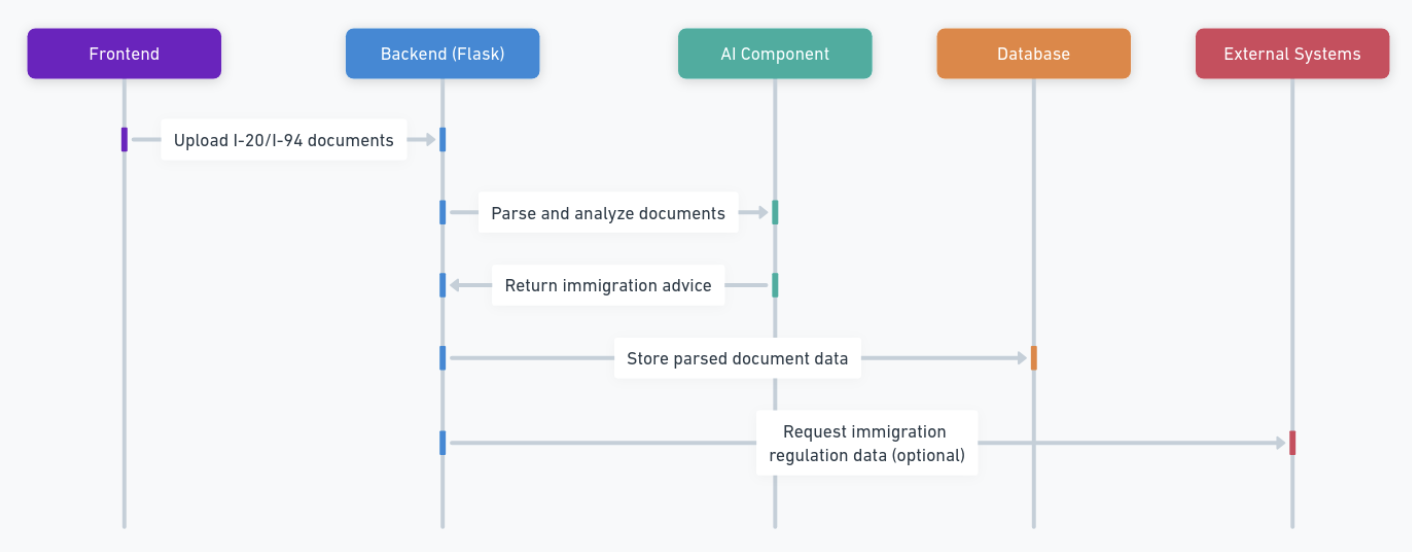 Frontend
Backend (Flask)
AI Component
Database
External Systems
Upload I-20/I-94 documents
Parse and analyze documents
Return immigration advice
Store parsed document data
Request immigration
regulation data (optional)